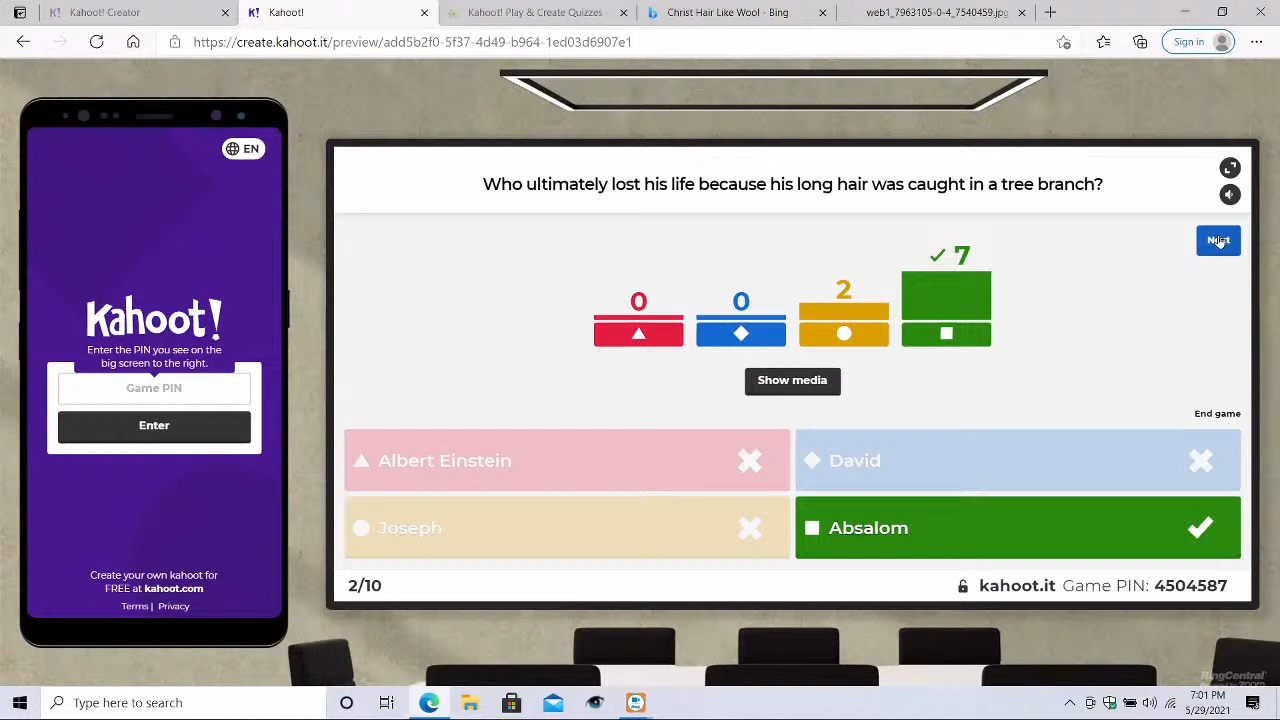 Kahoot! Creator
Kahoot!
Kahoot! Play & Create Quizzes -
Christ Hair Like Wool - Bing
web1_7963105-0-4_7540459.jpg
https://create.kahoot.it/preview/add5b2f0-5f37-4d49-b964-1ed03d6907e1
Sign in
EN
Kahoot!
Enter the PIN you see on the
big screen to the right.
Game PIN
Enter
Create your own kahoot for
FREE at kahoot.com
Terms | Privacy
Who ultimately lost his life because his long hair was caught in a tree branch?
Next
0
0
2
7
Show media
End game
Albert Einstein
David
Joseph
Absalom
2/10
kahoot.it Game PIN: 4504587
RingCentral
Type here to search
7:01 PM
5/29/2021